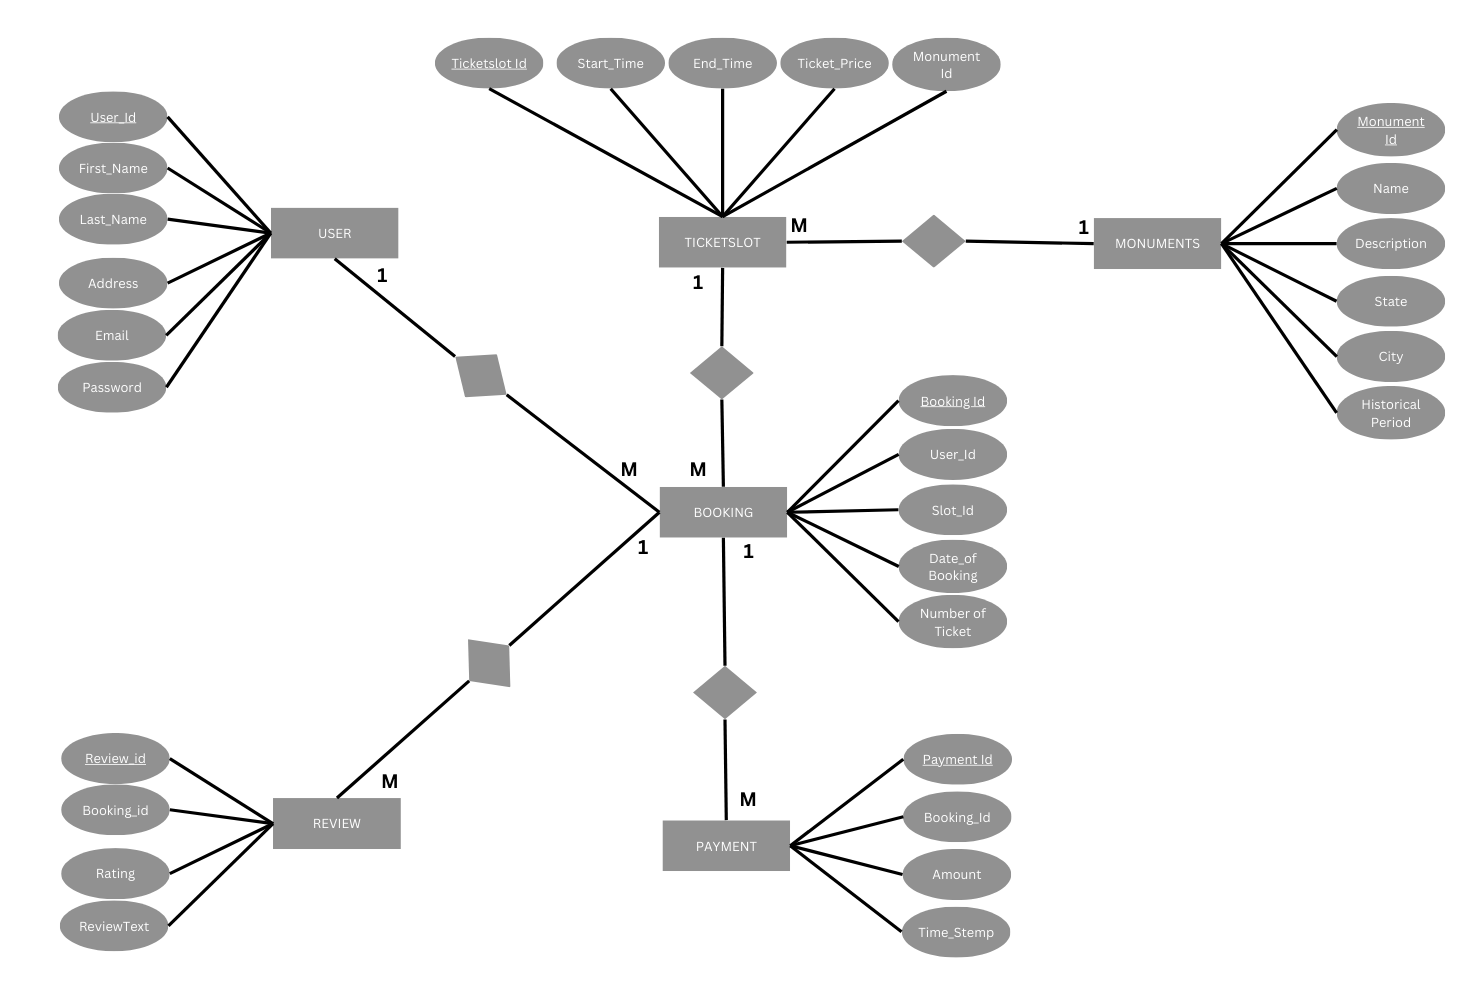 Ticketslot Id
Start_Time
End_Time
Ticket_Price
Monument
Id
User_Id
First_Name
Last_Name
Address
Email
Password
USER
1
TICKETSLOT
M
1
1
MONUMENTS
Monument
Id
Name
Description
State
City
Historical
Period
M
M
BOOKING
1
1
Booking Id
User_Id
Slot_Id
Date_of
Booking
Number of
Ticket
Review_id
Booking_id
Rating
ReviewText
M
REVIEW
M
PAYMENT
Payment Id
Booking_Id
Amount
Time_Stemp